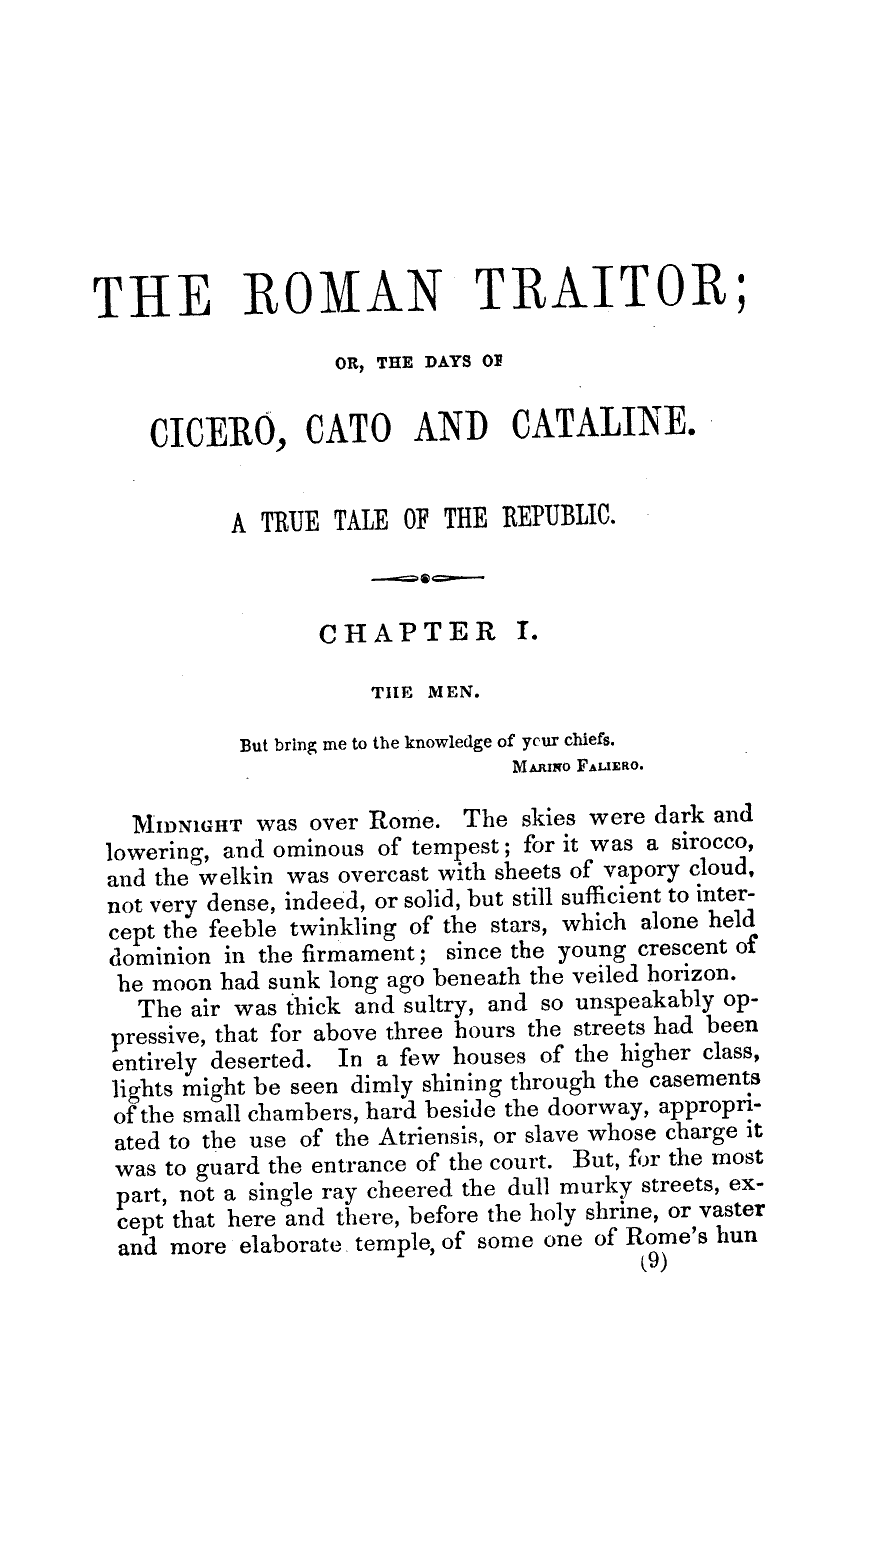 THE ROMAN TRAITOR;
OR, THE DAYS OF
CICERO, CATO AND CATALINE.
A TRUE TALE OF THE REPUBLIC.
CHAPTER I.
THE MEN.
But bring me to the knowledge of your chiefs.
MARINO FALIERO.
MIDNIGHT was over Rome. The skies were dark and
lowering, and ominous of tempest; for it was a sirocco,
and the welkin was overcast with sheets of vapory cloud,
not very dense, indeed, or solid, but still sufficient to inter-
cept the feeble twinkling of the stars, which alone held
dominion in the firmament; since the young crescent of
he moon had sunk long ago beneath the veiled horizon.
The air was thick and sultry, and so unspeakably op-
pressive, that for above three hours the streets had been
entirely deserted. In a few houses of the higher class,
lights might be seen dimly shining through the casements
of the small chambers, hard beside the doorway, appropri-
ated to the use of the Atriensis, or slave whose charge it
was to guard the entrance of the court. But, for the most
part, not a single ray cheered the dull murky streets, ex-
cept that here and there, before the holy shrine, or vaster
and more elaborate temple, of some one of Rome's hun
(9)